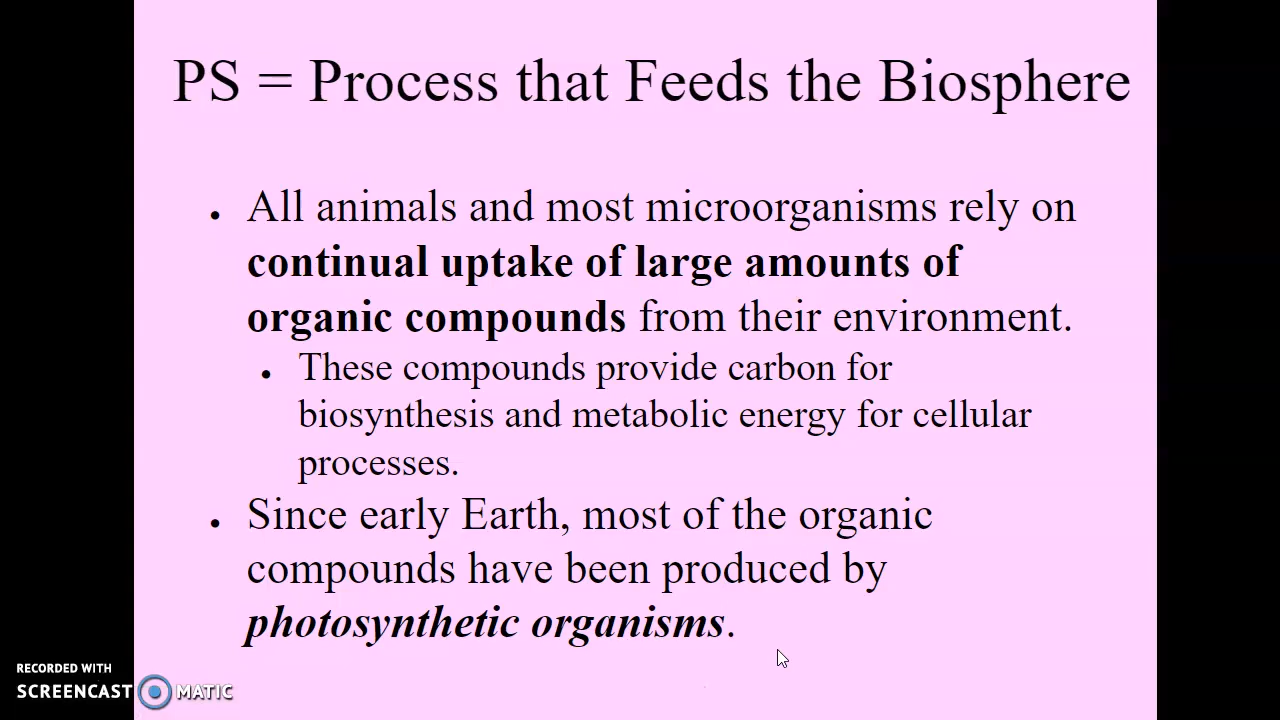 PS = Process that Feeds the Biosphere
• All animals and most microorganisms rely on
continual uptake of large amounts of
organic compounds from their environment.
• These compounds provide carbon for
biosynthesis and metabolic energy for cellular
processes.
• Since early Earth, most of the organic
compounds have been produced by
photosynthetic organisms.
RECORDED WITH
SCREENCAST MATIC